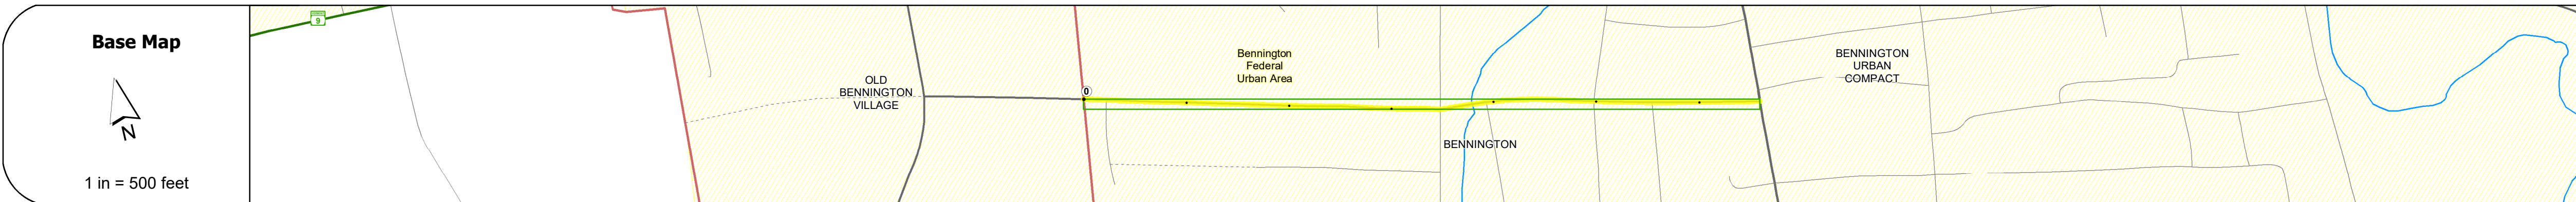 Base Map
N
1 in = 500 feet
9
OLD
BENNINGTON
VILLAGE
0
Bennington
Federal
Urban Area
BENNINGTON
BENNINGTON
URBAN
COMPACT